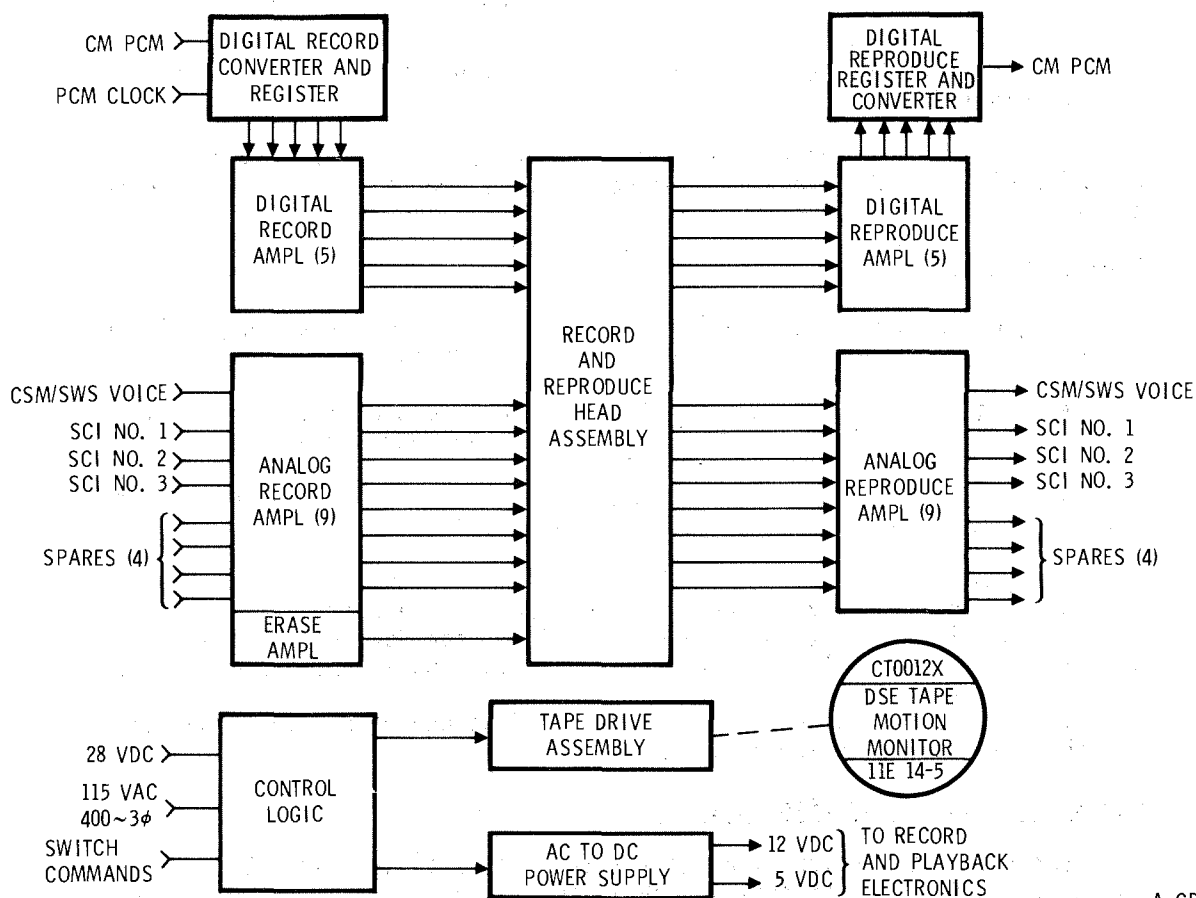 CM PCM
PCM CLOCK
DIGITAL RECORD
CONVERTER AND
REGISTER
DIGITAL
REPRODUCE
REGISTER AND
CONVERTER
CM PCM
DIGITAL
RECORD
AMPL (5)
DIGITAL
REPRODUCE
AMPL (5)
RECORD
AND
REPRODUCE
HEAD
ASSEMBLY
CSM/SWS VOICE
SCI NO. 1
SCI NO. 2
SCI NO. 3
SPARES (4)
ANALOG
RECORD
AMPL (9)
ERASE
AMPL
ANALOG
REPRODUCE
AMPL (9)
CSM/SWS VOICE
SCI NO. 1
SCI NO. 2
SCI NO. 3
SPARES (4)
28 VDC
115 VAC
400~3ϕ
SWITCH
COMMANDS
CONTROL
LOGIC
TAPE DRIVE
ASSEMBLY
CT0012X
DSE TAPE
MOTION
MONITOR
11E 14-5
AC TO DC
POWER SUPPLY
12 VDC
5 VDC
TO RECORD
AND PLAYBACK
ELECTRONICS